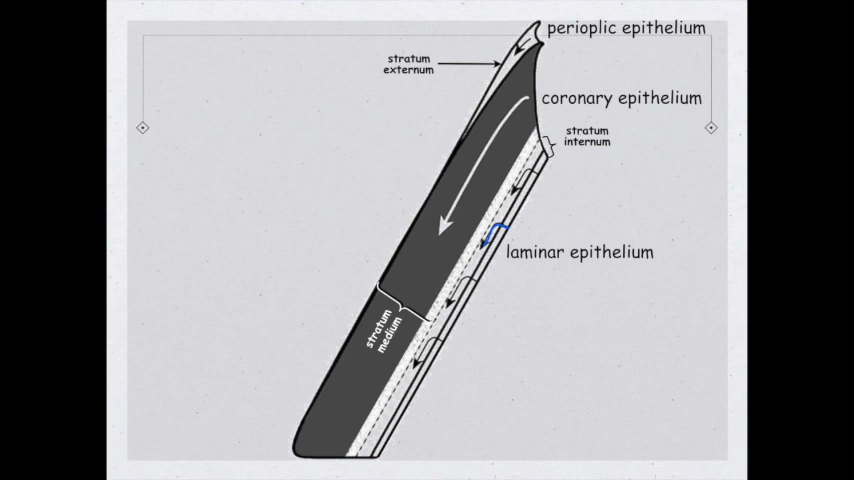 perioplic epithelium
stratum
externum
coronary epithelium
stratum
internum
laminar epithelium
stratum
medium